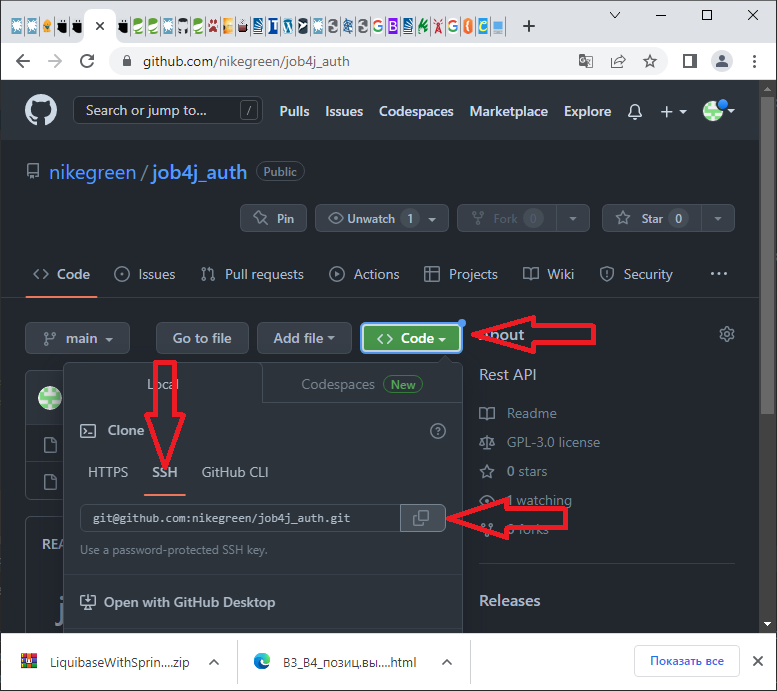 github.com/nikegreen/job4j_auth
Search or jump to... /
Pulls Issues Codespaces Marketplace Explore
nikegreen / job4j_auth Public
Pin Unwatch 1 Fork 0 Star 0
Code Issues Pull requests Actions Projects Wiki Security ...
main Go to file Add file Code
About
Rest API
Local Codespaces New
Readme
Clone
GPL-3.0 license
HTTPS SSH GitHub CLI
0 stars
1 watching
git@github.com:nikegreen/job4j_auth.git
0 forks
Use a password-protected SSH key.
REA
Open with GitHub Desktop
Releases
j
LiquibaseWithSprin....zip
B3_B4_позиц.вы....html
Показать все